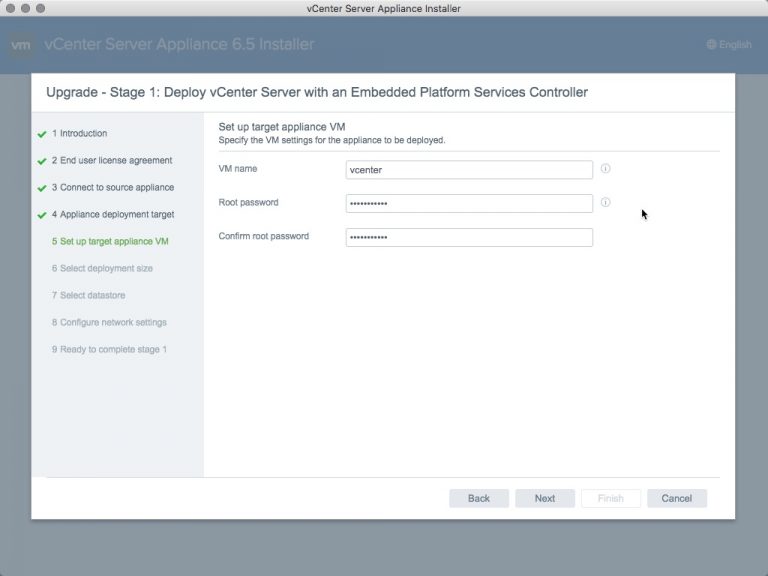 vCenter Server Appliance Installer
vm vCenter Server Appliance 6.5 Installer
English
Upgrade - Stage 1: Deploy vCenter Server with an Embedded Platform Services Controller
1 Introduction
2 End user license agreement
3 Connect to source appliance
4 Appliance deployment target
5 Set up target appliance VM
6 Select deployment size
7 Select datastore
8 Configure network settings
9 Ready to complete stage 1
Set up target appliance VM
Specify the VM settings for the appliance to be deployed.
VM name
vcenter
Root password
•••••••••••
Confirm root password
•••••••••••
Back
Next
Finish
Cancel